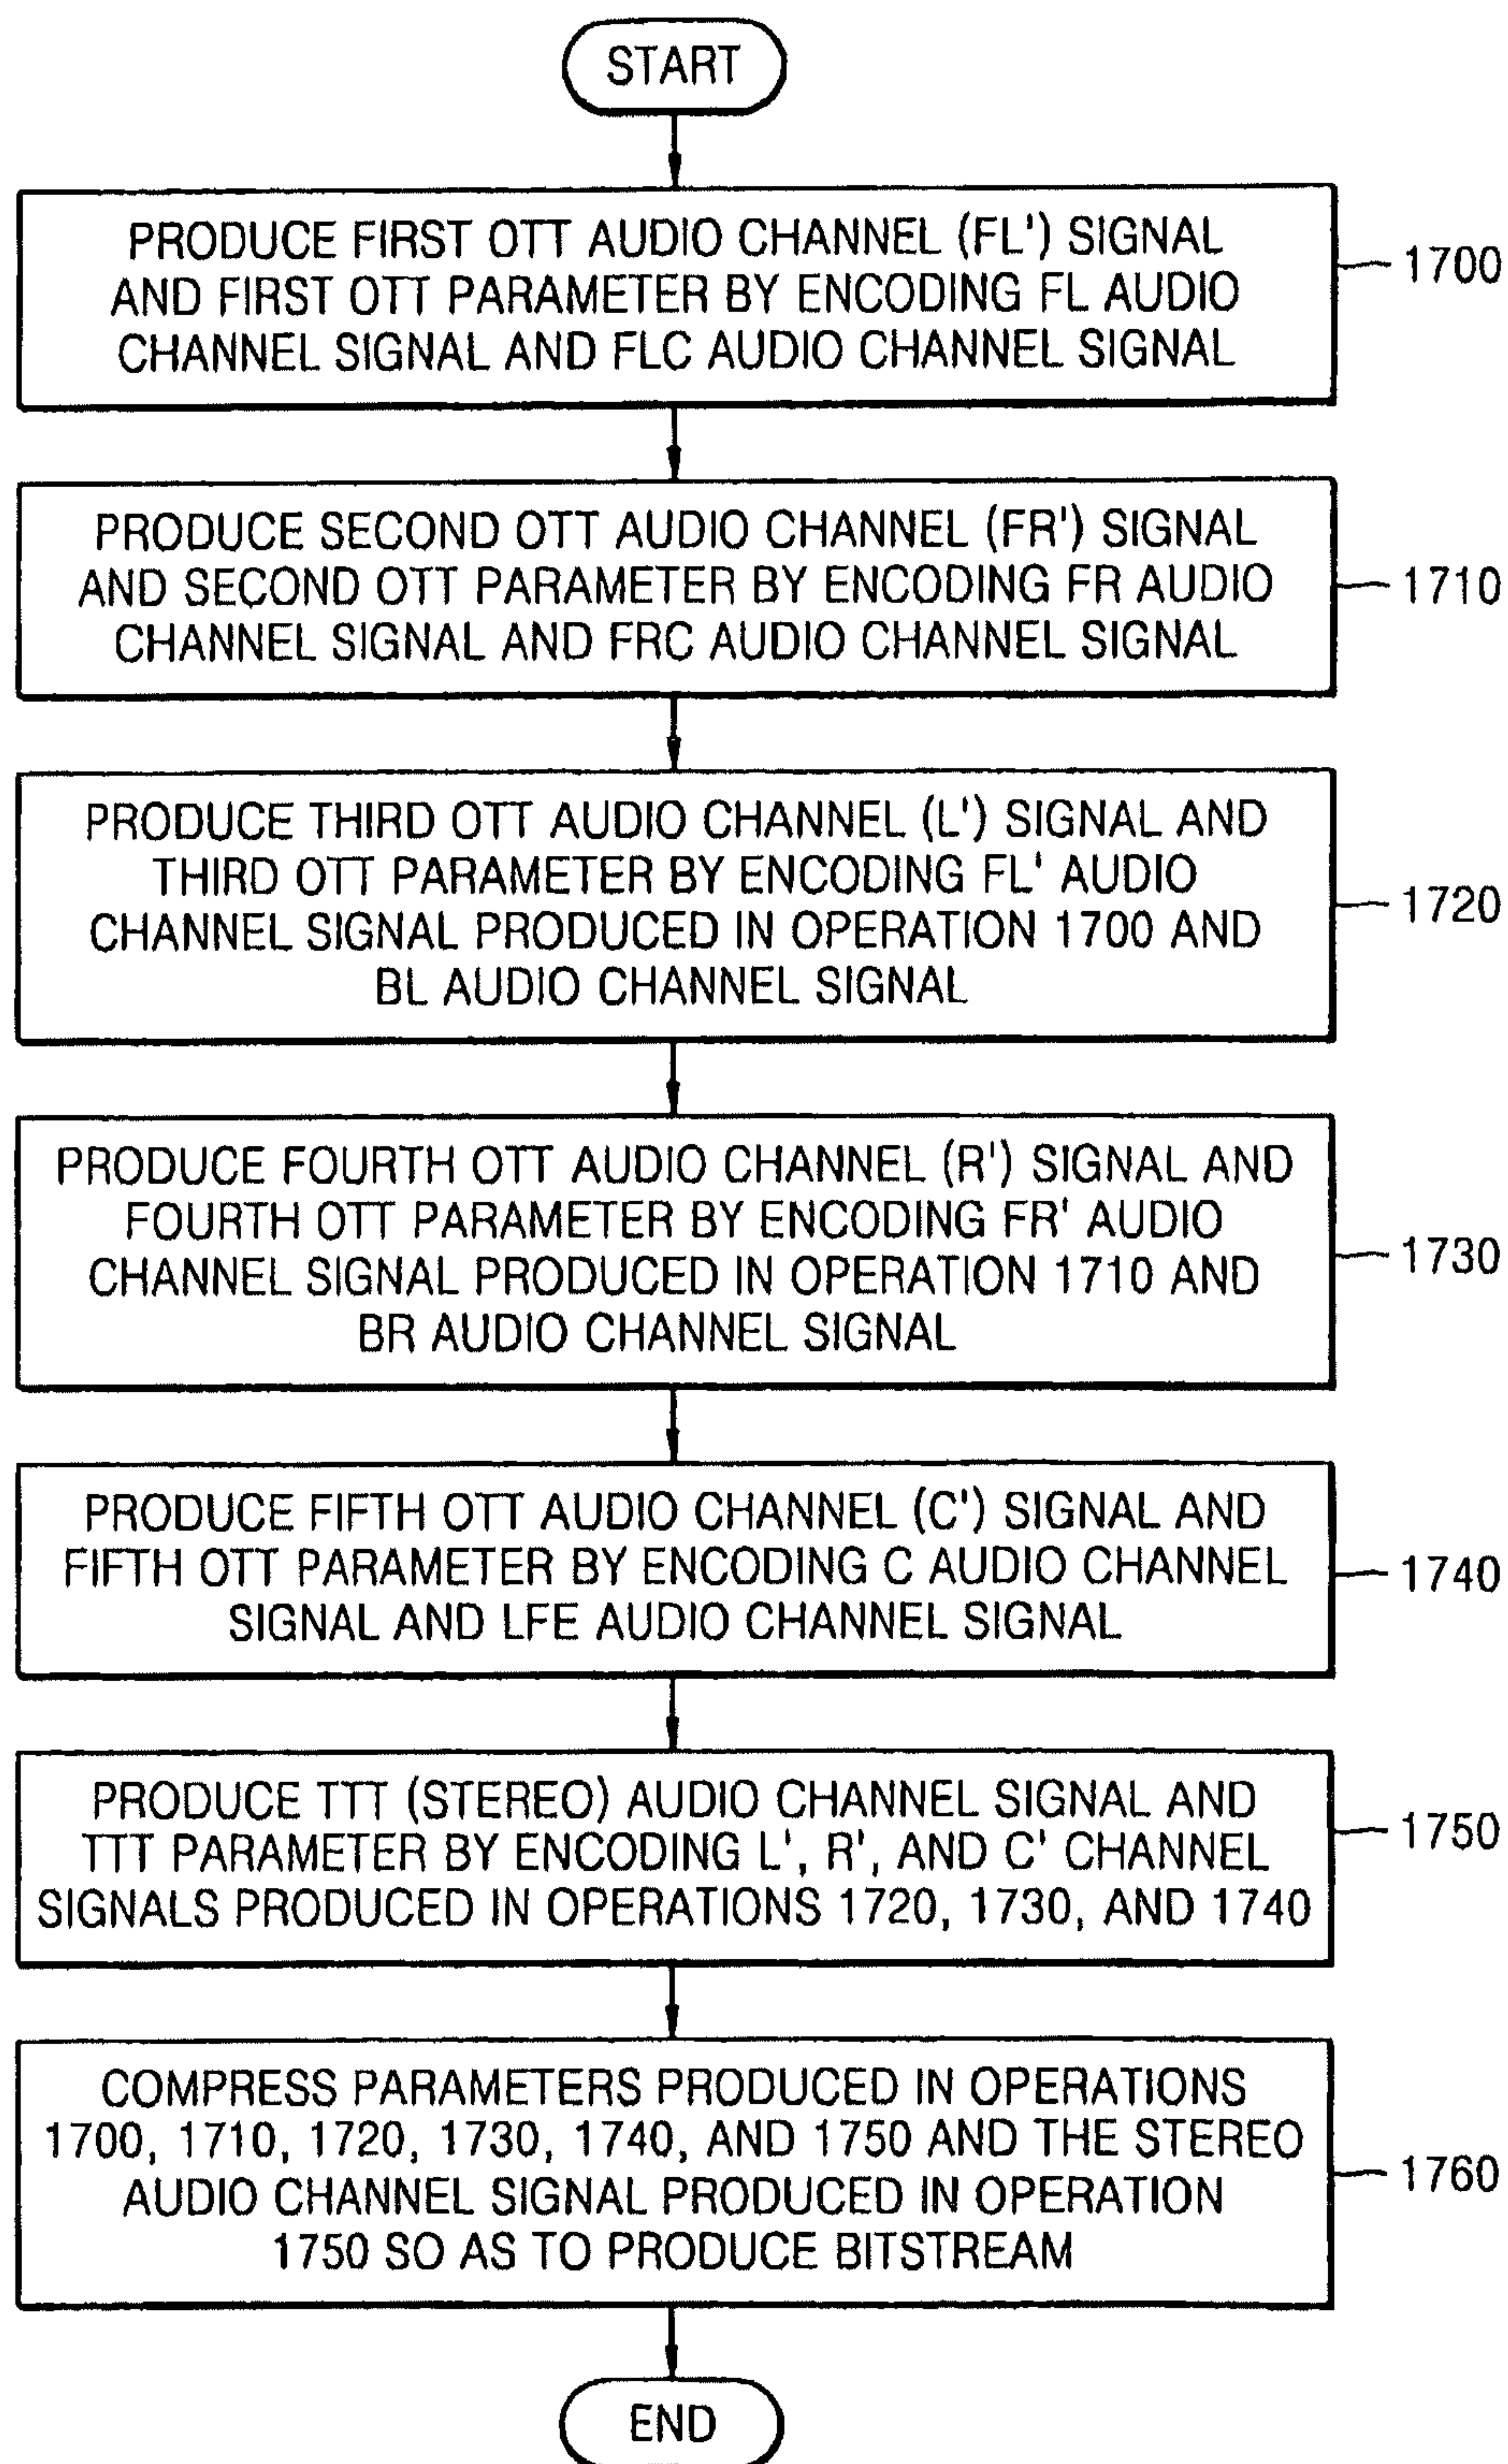 START
PRODUCE FIRST OTT AUDIO CHANNEL (FL') SIGNAL
AND FIRST OTT PARAMETER BY ENCODING FL AUDIO
CHANNEL SIGNAL AND FLC AUDIO CHANNEL SIGNAL
1700
PRODUCE SECOND OTT AUDIO CHANNEL (FR') SIGNAL
AND SECOND OTT PARAMETER BY ENCODING FR AUDIO
CHANNEL SIGNAL AND FRC AUDIO CHANNEL SIGNAL
1710
PRODUCE THIRD OTT AUDIO CHANNEL (L') SIGNAL AND
THIRD OTT PARAMETER BY ENCODING FL' AUDIO
CHANNEL SIGNAL PRODUCED IN OPERATION 1700 AND
BL AUDIO CHANNEL SIGNAL
1720
PRODUCE FOURTH OTT AUDIO CHANNEL (R') SIGNAL AND
FOURTH OTT PARAMETER BY ENCODING FR' AUDIO
CHANNEL SIGNAL PRODUCED IN OPERATION 1710 AND
BR AUDIO CHANNEL SIGNAL
1730
PRODUCE FIFTH OTT AUDIO CHANNEL (C') SIGNAL AND
FIFTH OTT PARAMETER BY ENCODING C AUDIO CHANNEL
SIGNAL AND LFE AUDIO CHANNEL SIGNAL
1740
PRODUCE TTT (STEREO) AUDIO CHANNEL SIGNAL AND
TTT PARAMETER BY ENCODING L', R', AND C' CHANNEL
SIGNALS PRODUCED IN OPERATIONS 1720, 1730, AND 1740
1750
COMPRESS PARAMETERS PRODUCED IN OPERATIONS
1700, 1710, 1720, 1730, 1740, AND 1750 AND THE STEREO
AUDIO CHANNEL SIGNAL PRODUCED IN OPERATION
1750 SO AS TO PRODUCE BITSTREAM
1760
END